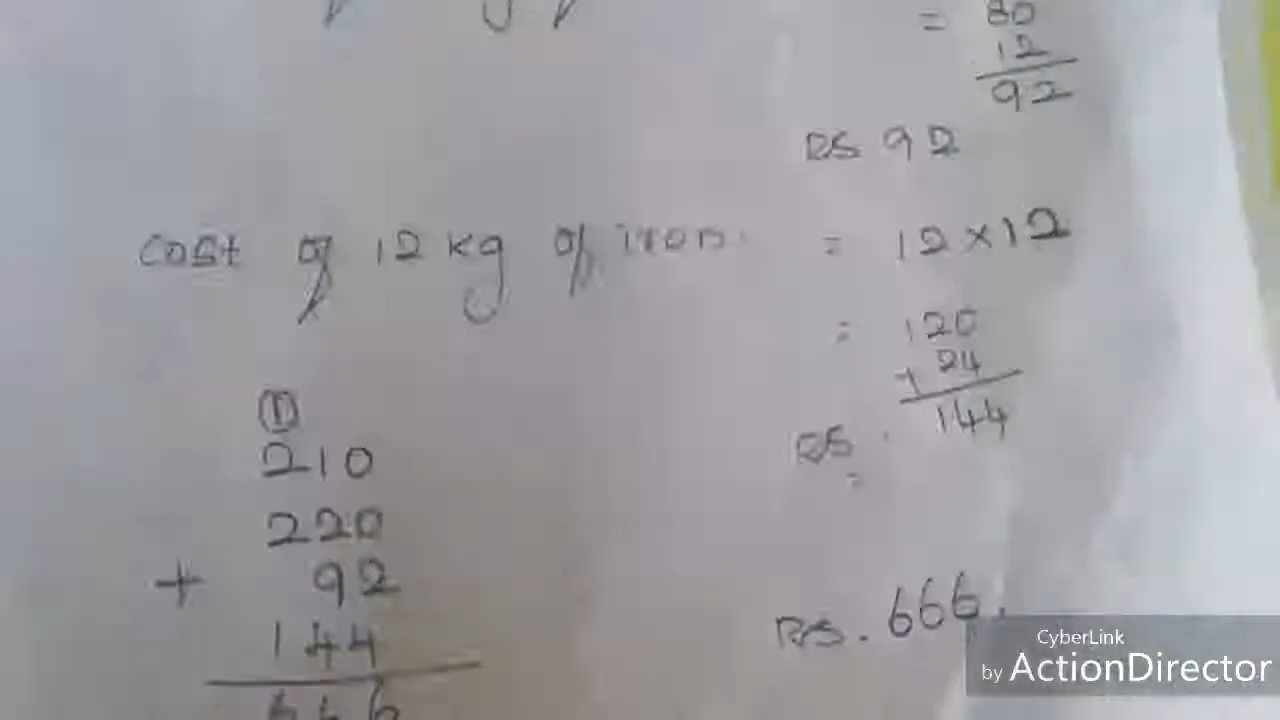 = 80
12
92
RS 92
cost of 12 kg of iron. = 12 × 12
= 120
+ 24
RS. 144
①
210
220
+ 92
144
666
RS. 666.
CyberLink
by ActionDirector